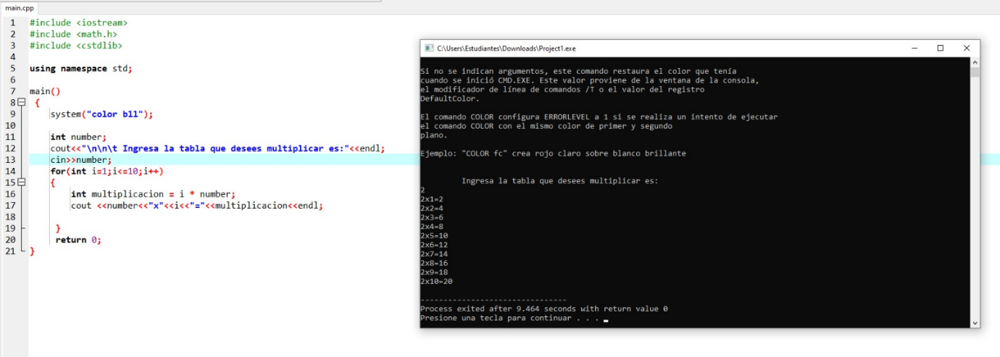 main.cpp
1 #include <iostream>
2 #include <math.h>
3 #include <cstdlib>
4
5 using namespace std;
6
7 main()
8 {
9 system("color b11");
10
11 int number;
12 cout<<"\n\n\t Ingresa la tabla que desees multiplicar es:"<<endl;
13 cin>>number;
14 for(int i=1;i<=10;i++)
15 {
16 int multiplicacion = i * number;
17 cout <<number<<"x"<<i<<"="<<multiplicacion<<endl;
18
19 }
20 return 0;
21 }
C:\Users\Estudiantes\Downloads\Project1.exe
Si no se indican argumentos, este comando restaura el color que tenía
cuando se inició CMD.EXE. Este valor proviene de la ventana de la consola,
el modificador de línea de comandos /T o el valor del registro
DefaultColor.
El comando COLOR configura ERRORLEVEL a 1 si se realiza un intento de ejecutar
el comando COLOR con el mismo color de primer y segundo
plano.
Ejemplo: "COLOR fc" crea rojo claro sobre blanco brillante
Ingresa la tabla que desees multiplicar es:
2
2x1=2
2x2=4
2x3=6
2x4=8
2x5=10
2x6=12
2x7=14
2x8=16
2x9=18
2x10=20
--------------------------------
Process exited after 9.464 seconds with return value 0
Presione una tecla para continuar . . .